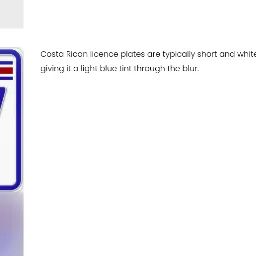 Costa Rican licence plates are typically short and white
giving it a light blue tint through the blur.